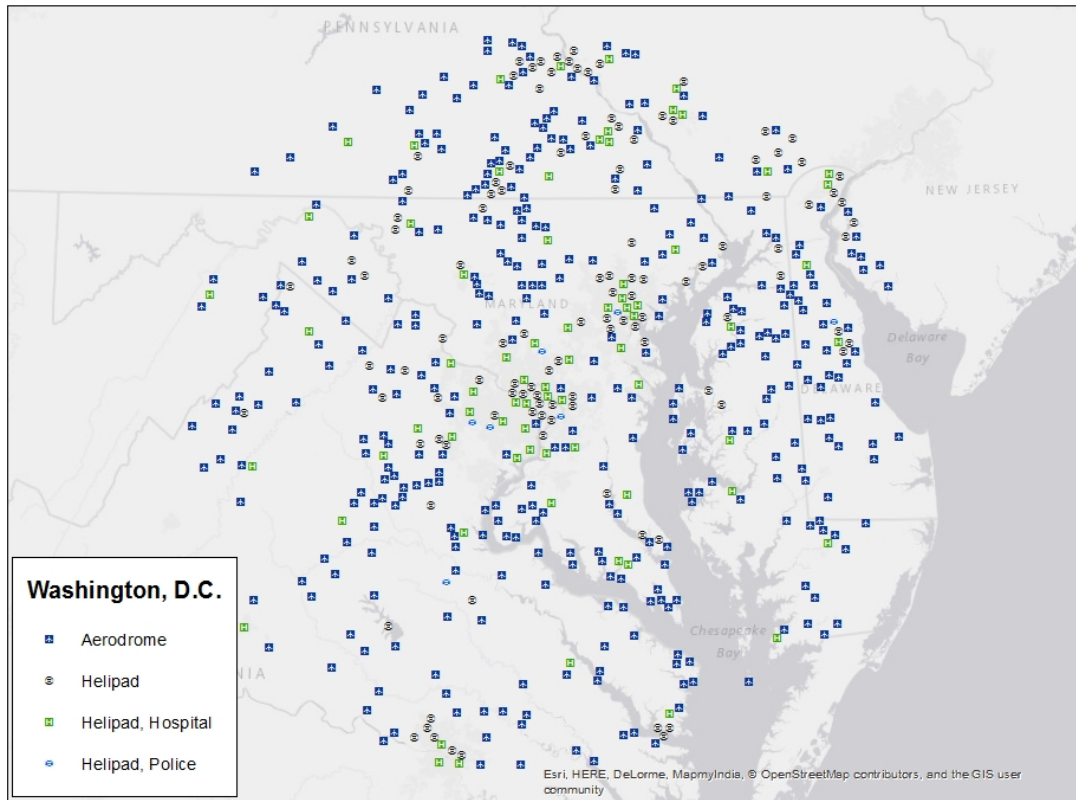 PENNSYLVANIA
NEW JERSEY
MARYLAND
Delaware
Bay
DELAWARE
Washington, D.C.
Aerodrome
Helipad
Helipad, Hospital
Helipad, Police
Chesapeake
Bay
NIA
Esri, HERE, DeLorme, MapmyIndia, © OpenStreetMap contributors, and the GIS user
community